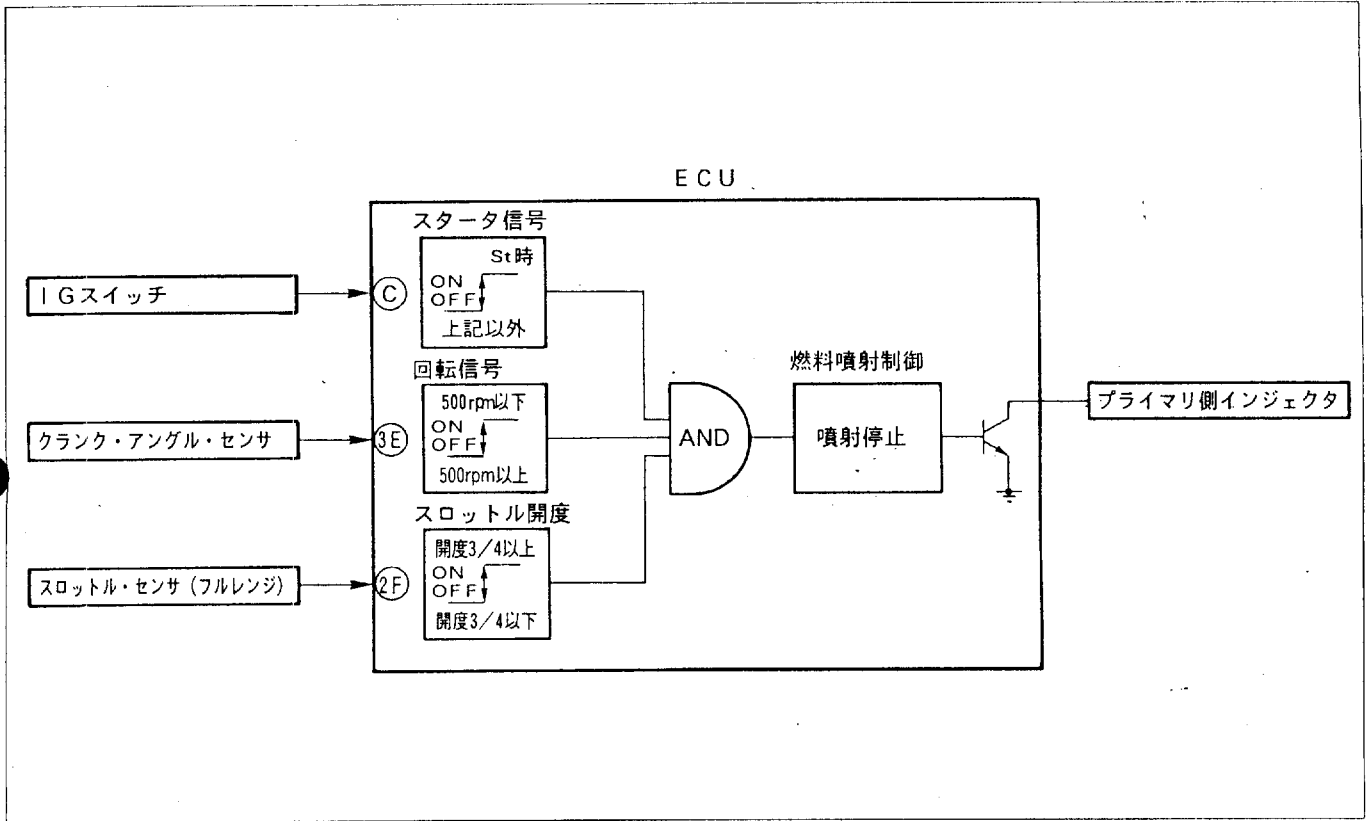 ECU
スタータ信号
St時
ON
OFF
上記以外
IGスイッチ
C
回転信号
500rpm以下
ON
OFF
500rpm以上
クランク・アングル・センサ
3E
スロットル開度
開度3/4以上
ON
OFF
開度3/4以下
スロットル・センサ(フルレンジ)
2F
AND
燃料噴射制御
噴射停止
プライマリ側インジェクタ